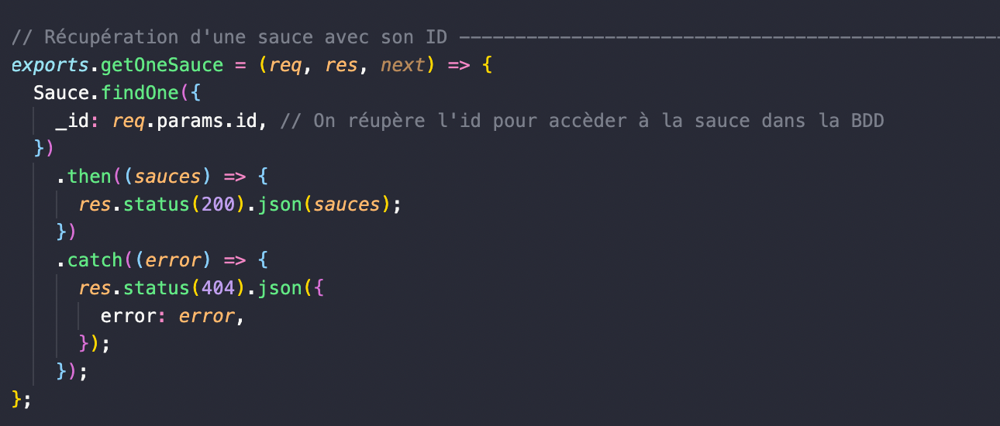 // Récupération d'une sauce avec son ID ------------------------------------------------
exports.getOneSauce = (req, res, next) => {
  Sauce.findOne({
    _id: req.params.id, // On réupère l'id pour accèder à la sauce dans la BDD
  })
    .then((sauces) => {
      res.status(200).json(sauces);
    })
    .catch((error) => {
      res.status(404).json({
        error: error,
      });
    });
};